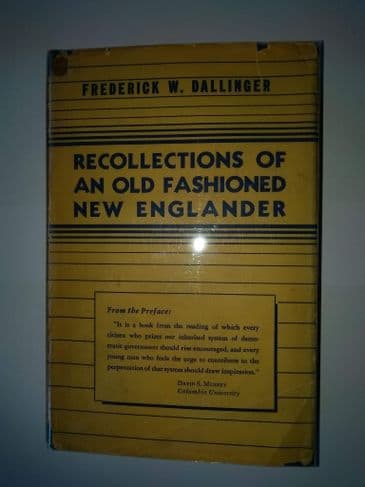 FREDERICK W. DALLINGER
RECOLLECTIONS OF
AN OLD FASHIONED
NEW ENGLANDER
From the Preface:
"It is a book from the reading of which every
citizen who prizes our inherited system of demo-
cratic government should rise encouraged, and every
young man who feels the urge to contribute to the
perpetuation of that system should draw inspiration."
DAVID S. MUZZEY
Columbia University